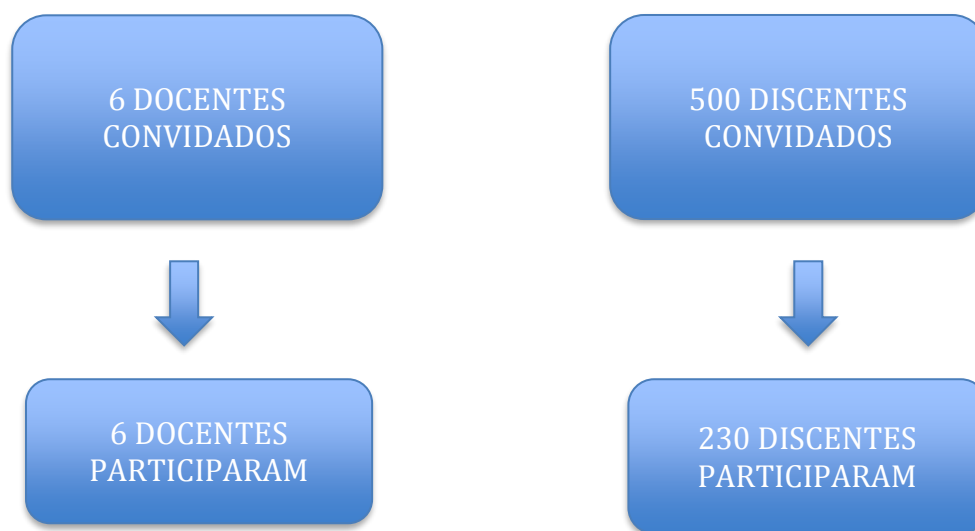 6 DOCENTES
CONVIDADOS
500 DISCENTES
CONVIDADOS
6 DOCENTES
PARTICIPARAM
230 DISCENTES
PARTICIPARAM